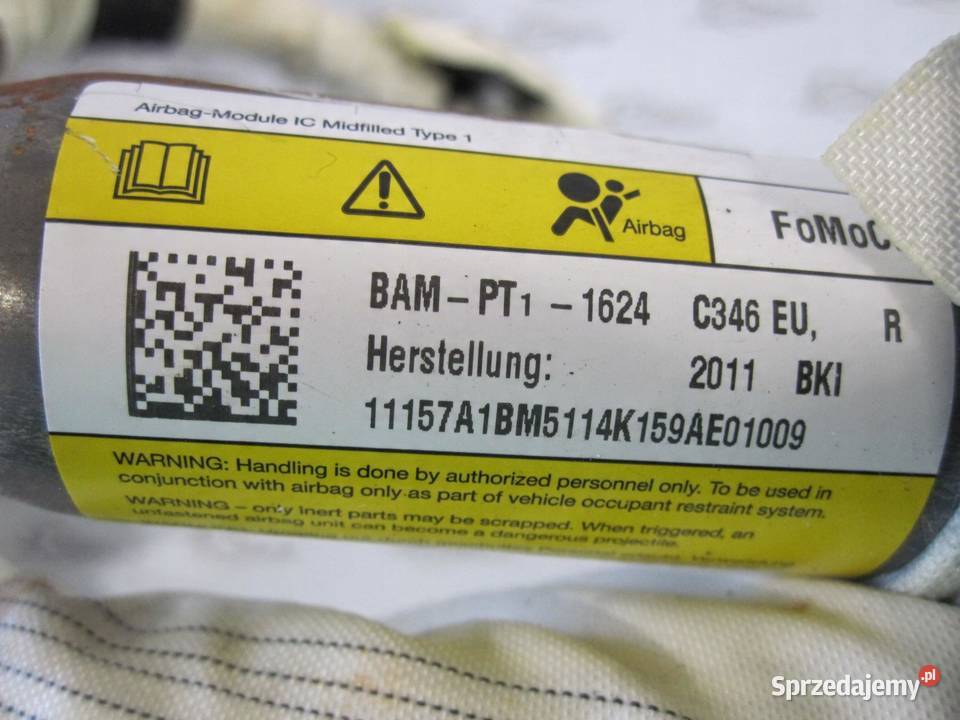 Airbag-Module IC Midfilled Type 1
Airbag
FoMoC
BAM-PT1-1624 C346 EU, R
Herstellung: 2011 BKI
11157A1BM5114K159AE01009
WARNING: Handling is done by authorized personnel only. To be used in
conjunction with airbag only as part of vehicle occupant restraint system.
WARNING – only inert parts may be scrapped. When triggered, an
unfastened airbag unit can become a dangerous projectile.
Sprzedajemy.pl